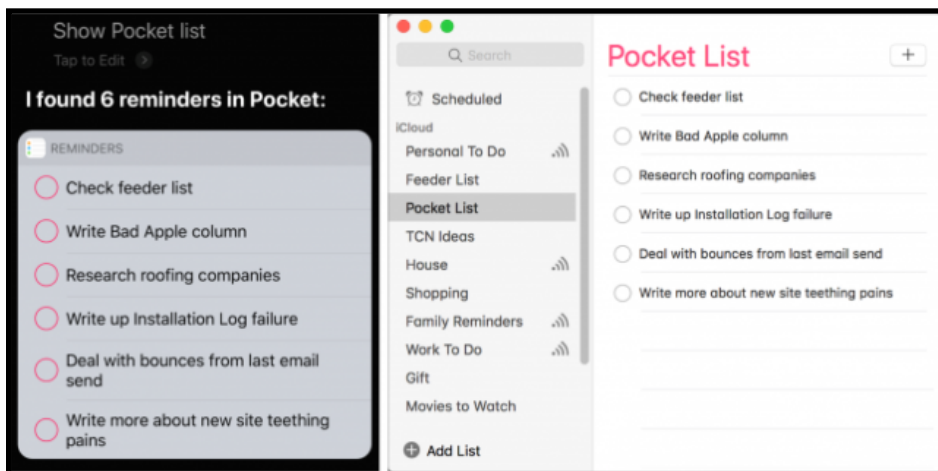 Show Pocket list
Tap to Edit
I found 6 reminders in Pocket:
REMINDERS
Check feeder list
Write Bad Apple column
Research roofing companies
Write up Installation Log failure
Deal with bounces from last email
send
Write more about new site teething
pains
Search
Scheduled
iCloud
Personal To Do
Feeder List
Pocket List
TCN Ideas
House
Shopping
Family Reminders
Work To Do
Gift
Movies to Watch
Add List
Pocket List
Check feeder list
Write Bad Apple column
Research roofing companies
Write up Installation Log failure
Deal with bounces from last email send
Write more about new site teething pains